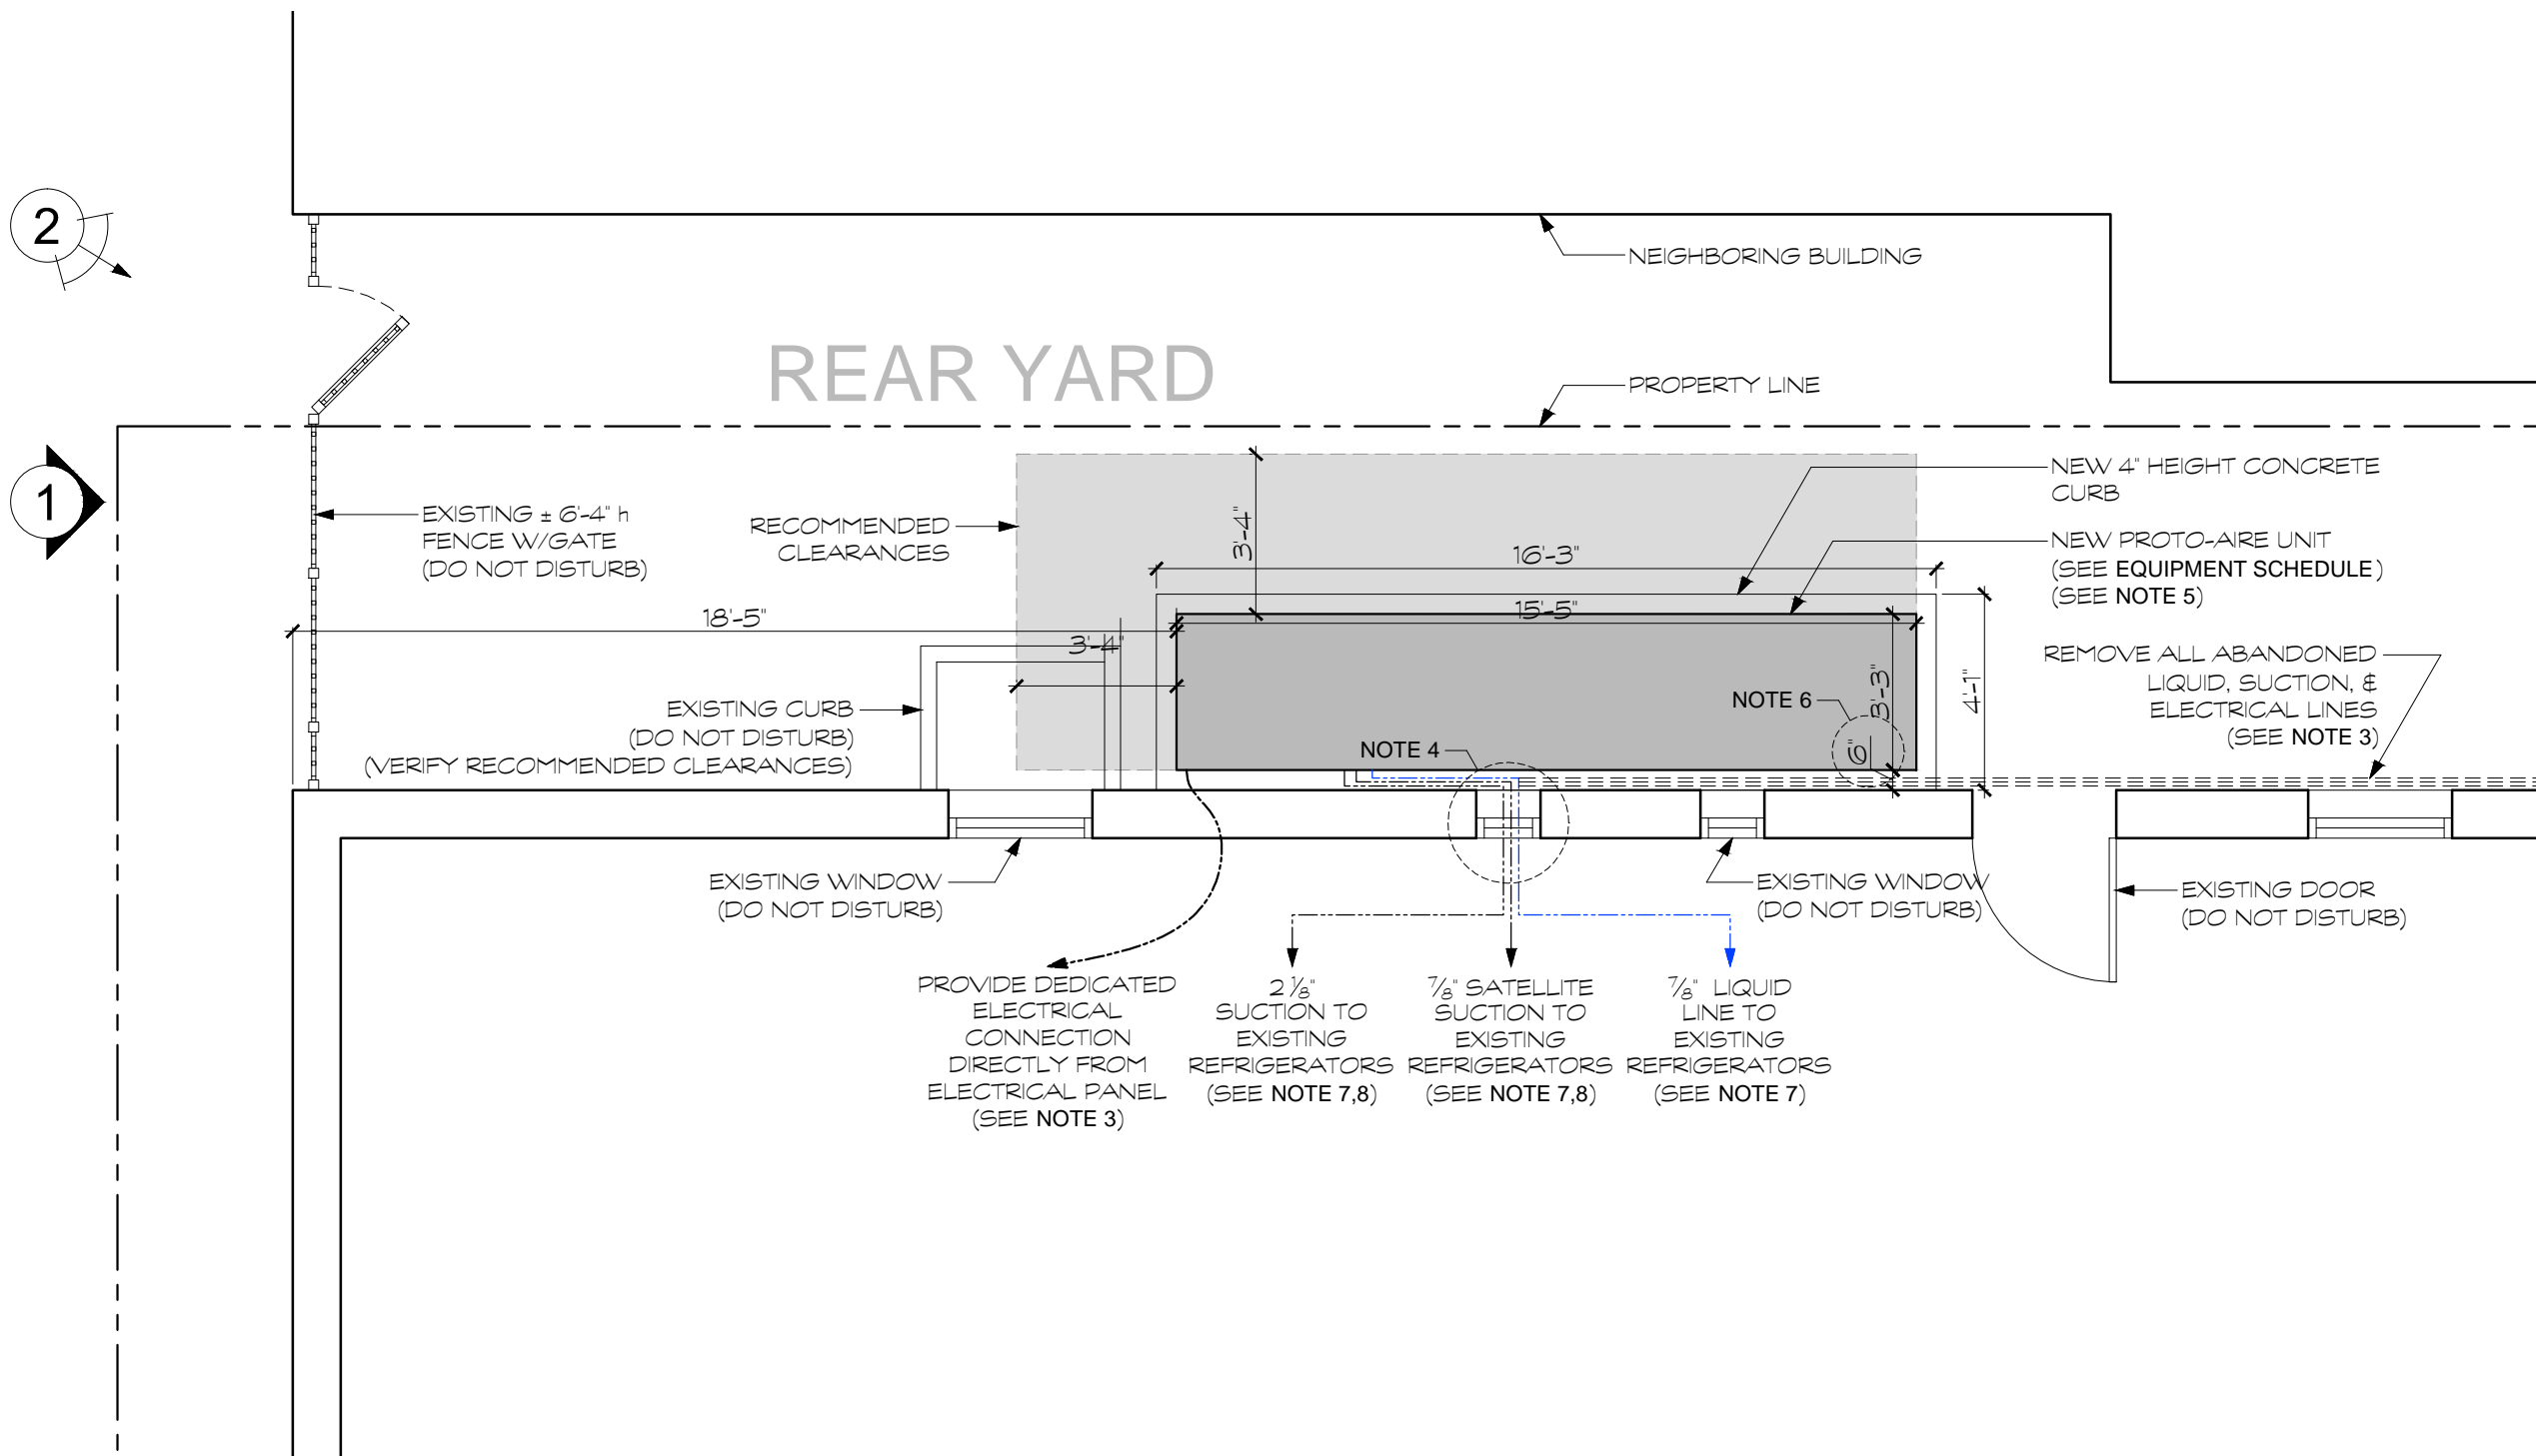 2
NEIGHBORING BUILDING
REAR YARD
PROPERTY LINE
1
EXISTING ± 6'-4" h
FENCE W/GATE
(DO NOT DISTURB)
RECOMMENDED
CLEARANCES
3'-4"
16'-3"
NEW 4" HEIGHT CONCRETE
CURB
NEW PROTO-AIRE UNIT
(SEE EQUIPMENT SCHEDULE)
(SEE NOTE 5)
18'-5"
15'-5"
3'-4"
EXISTING CURB
(DO NOT DISTURB)
(VERIFY RECOMMENDED CLEARANCES)
NOTE 4
NOTE 6
3'-3"
6"
4'-1"
REMOVE ALL ABANDONED
LIQUID, SUCTION, &
ELECTRICAL LINES
(SEE NOTE 3)
EXISTING WINDOW
(DO NOT DISTURB)
EXISTING WINDOW
(DO NOT DISTURB)
EXISTING DOOR
(DO NOT DISTURB)
PROVIDE DEDICATED
ELECTRICAL
CONNECTION
DIRECTLY FROM
ELECTRICAL PANEL
(SEE NOTE 3)
2 ⅛"
SUCTION TO
EXISTING
REFRIGERATORS
(SEE NOTE 7,8)
⅞" SATELLITE
SUCTION TO
EXISTING
REFRIGERATORS
(SEE NOTE 7,8)
⅞" LIQUID
LINE TO
EXISTING
REFRIGERATORS
(SEE NOTE 7)